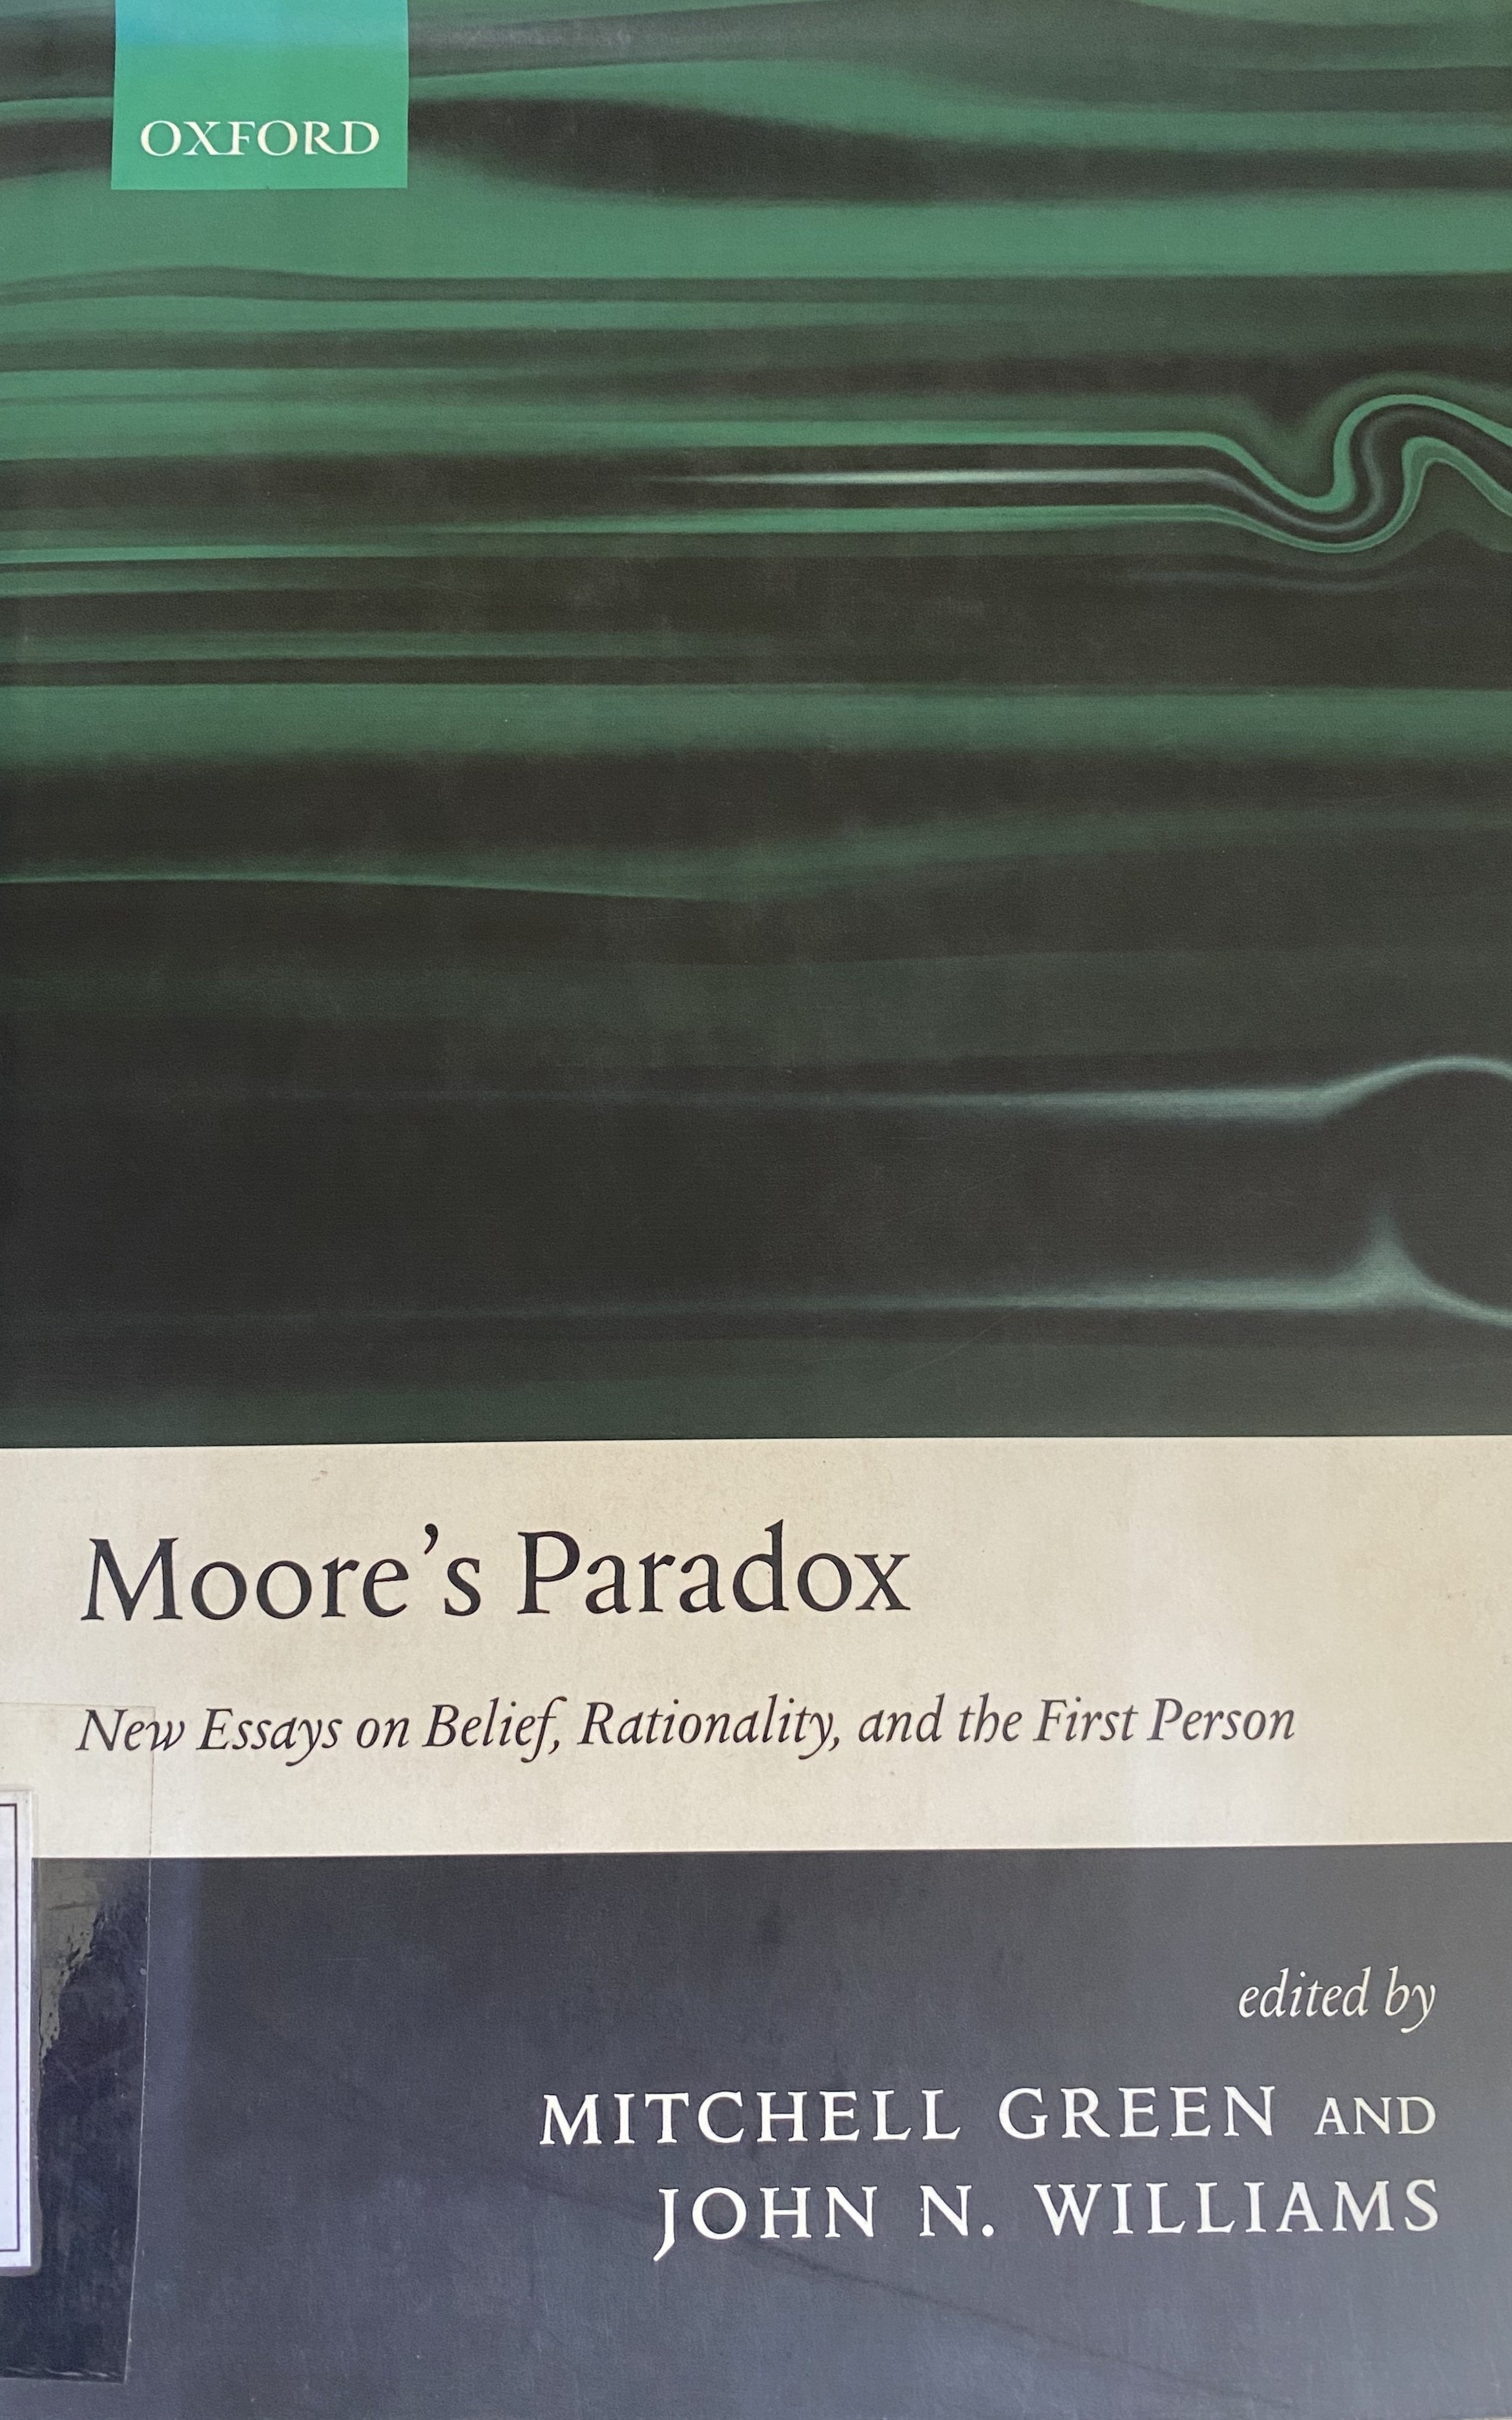 OXFORD
Moore’s Paradox
New Essays on Belief, Rationality, and the First Person
edited by
MITCHELL GREEN AND
JOHN N. WILLIAMS